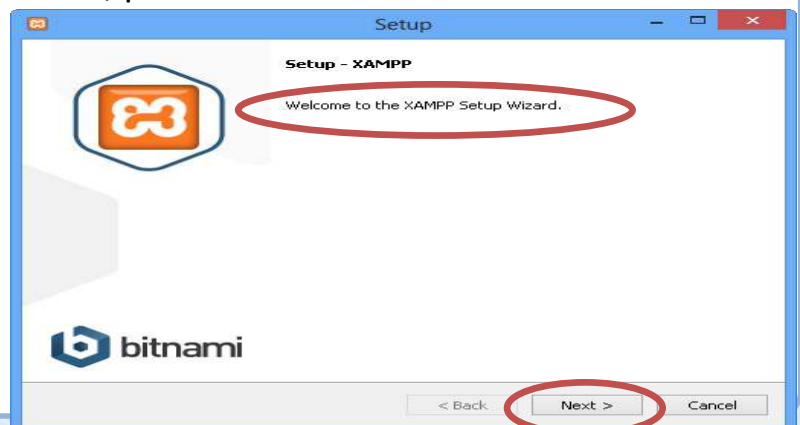 Setup
Setup - XAMPP
Welcome to the XAMPP Setup Wizard.
bitnami
< Back
Next >
Cancel